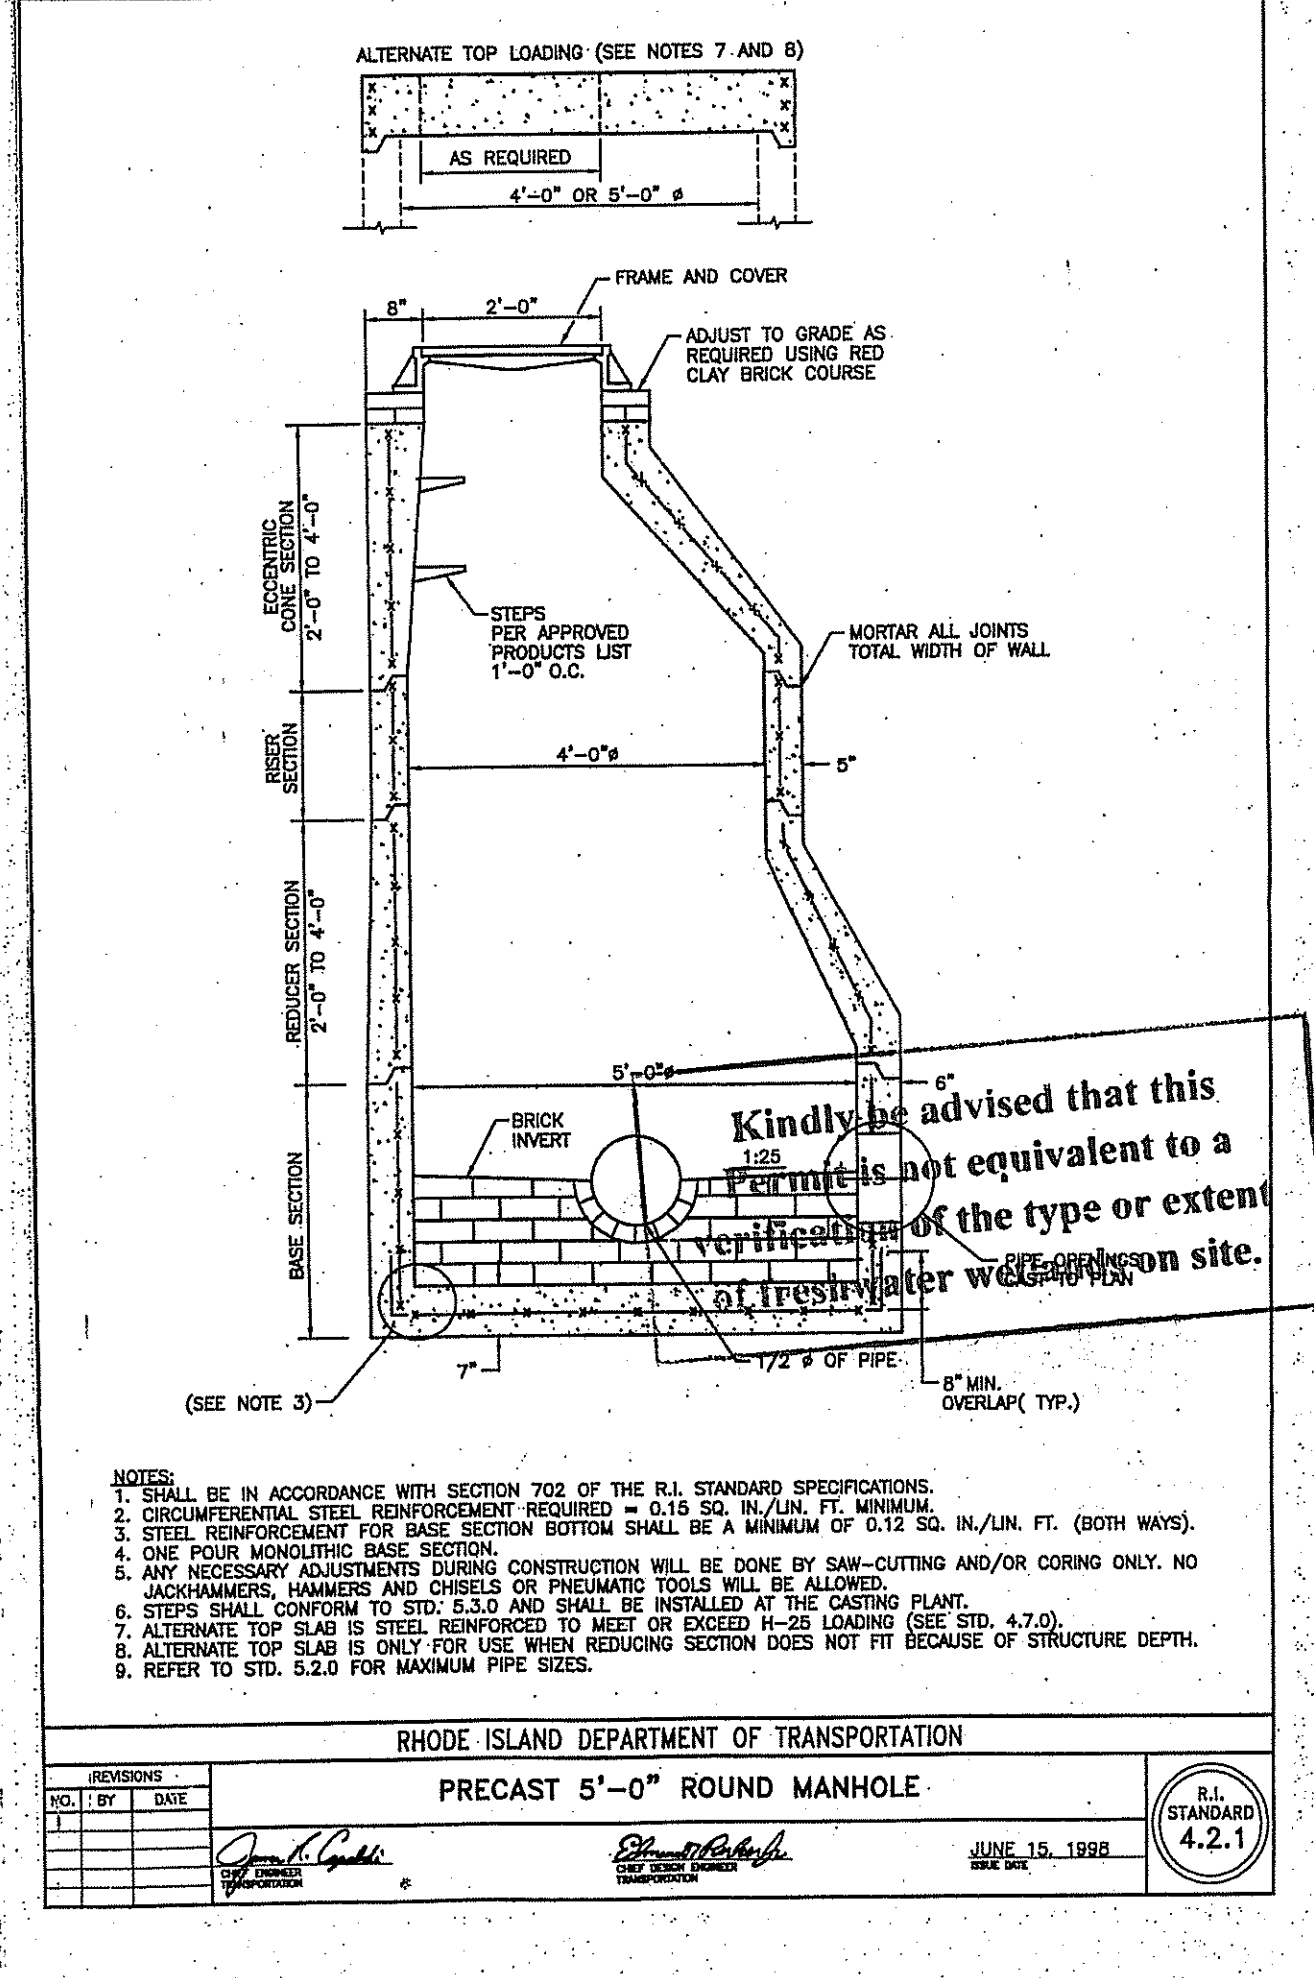 ALTERNATE TOP LOADING (SEE NOTES 7 AND 8)
AS REQUIRED
4'-0" OR 5'-0" ø
FRAME AND COVER
8"
2'-0"
ADJUST TO GRADE AS
REQUIRED USING RED
CLAY BRICK COURSE
ECCENTRIC
CONE SECTION
2'-0" TO 4'-0"
STEPS
PER APPROVED
PRODUCTS LIST
1'-0" O.C.
MORTAR ALL JOINTS
TOTAL WIDTH OF WALL
RISER
SECTION
4'-0"ø
5"
REDUCER SECTION
2'-0" TO 4'-0"
5'-0"ø
6"
BRICK
INVERT
1:25
Kindly be advised that this
Permit is not equivalent to a
verification of the type or extent
of freshwater wetlands on site.
BASE SECTION
PIPE OPENINGS
CAST TO PLAN
7"
1/2 ø OF PIPE
8" MIN.
OVERLAP( TYP.)
(SEE NOTE 3)
NOTES:
1. SHALL BE IN ACCORDANCE WITH SECTION 702 OF THE R.I. STANDARD SPECIFICATIONS.
2. CIRCUMFERENTIAL STEEL REINFORCEMENT REQUIRED = 0.15 SQ. IN./LIN. FT. MINIMUM.
3. STEEL REINFORCEMENT FOR BASE SECTION BOTTOM SHALL BE A MINIMUM OF 0.12 SQ. IN./LIN. FT. (BOTH WAYS).
4. ONE POUR MONOLITHIC BASE SECTION.
5. ANY NECESSARY ADJUSTMENTS DURING CONSTRUCTION WILL BE DONE BY SAW-CUTTING AND/OR CORING ONLY. NO
JACKHAMMERS, HAMMERS AND CHISELS OR PNEUMATIC TOOLS WILL BE ALLOWED.
6. STEPS SHALL CONFORM TO STD. 5.3.0 AND SHALL BE INSTALLED AT THE CASTING PLANT.
7. ALTERNATE TOP SLAB IS STEEL REINFORCED TO MEET OR EXCEED H-25 LOADING (SEE STD. 4.7.0).
8. ALTERNATE TOP SLAB IS ONLY FOR USE WHEN REDUCING SECTION DOES NOT FIT BECAUSE OF STRUCTURE DEPTH.
9. REFER TO STD. 5.2.0 FOR MAXIMUM PIPE SIZES.
RHODE ISLAND DEPARTMENT OF TRANSPORTATION
REVISIONS
NO. BY DATE
PRECAST 5'-0" ROUND MANHOLE
CHIEF ENGINEER
TRANSPORTATION
CHIEF DESIGN ENGINEER
TRANSPORTATION
JUNE 15, 1998
ISSUE DATE
R.I.
STANDARD
4.2.1